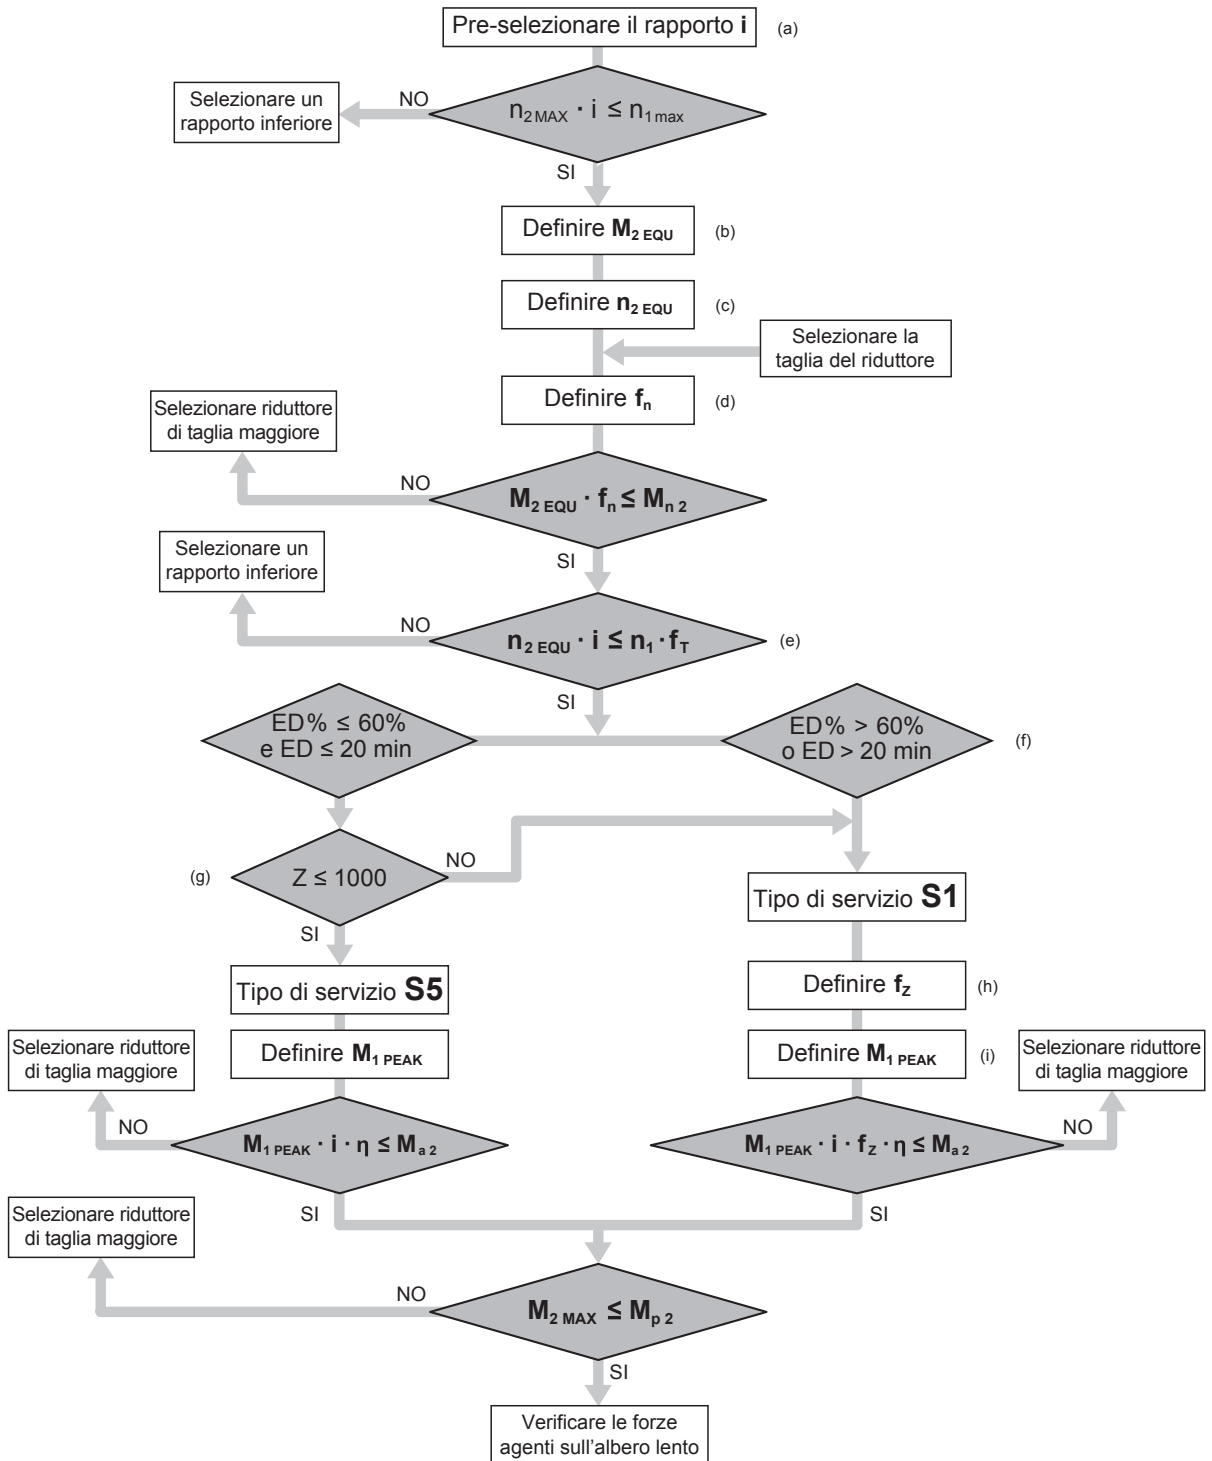 Pre-selezionare il rapporto i
(a)
NO
Selezionare un
rapporto inferiore
n2 MAX · i ≤ n1 max
SI
Definire M2 EQU
(b)
Definire n2 EQU
(c)
Selezionare la
taglia del riduttore
Definire fn
(d)
Selezionare riduttore
di taglia maggiore
NO
M2 EQU · fn ≤ Mn 2
SI
Selezionare un
rapporto inferiore
NO
n2 EQU · i ≤ n1 · fT
(e)
SI
ED% ≤ 60%
e ED ≤ 20 min
ED% > 60%
o ED > 20 min
(f)
(g)
Z ≤ 1000
NO
SI
Tipo di servizio S1
Tipo di servizio S5
Definire fZ
(h)
Selezionare riduttore
di taglia maggiore
Definire M1 PEAK
Definire M1 PEAK
(i)
Selezionare riduttore
di taglia maggiore
NO
M1 PEAK · i · η ≤ Ma 2
M1 PEAK · i · fZ · η ≤ Ma 2
NO
SI
SI
Selezionare riduttore
di taglia maggiore
NO
M2 MAX ≤ Mp 2
SI
Verificare le forze
agenti sull'albero lento